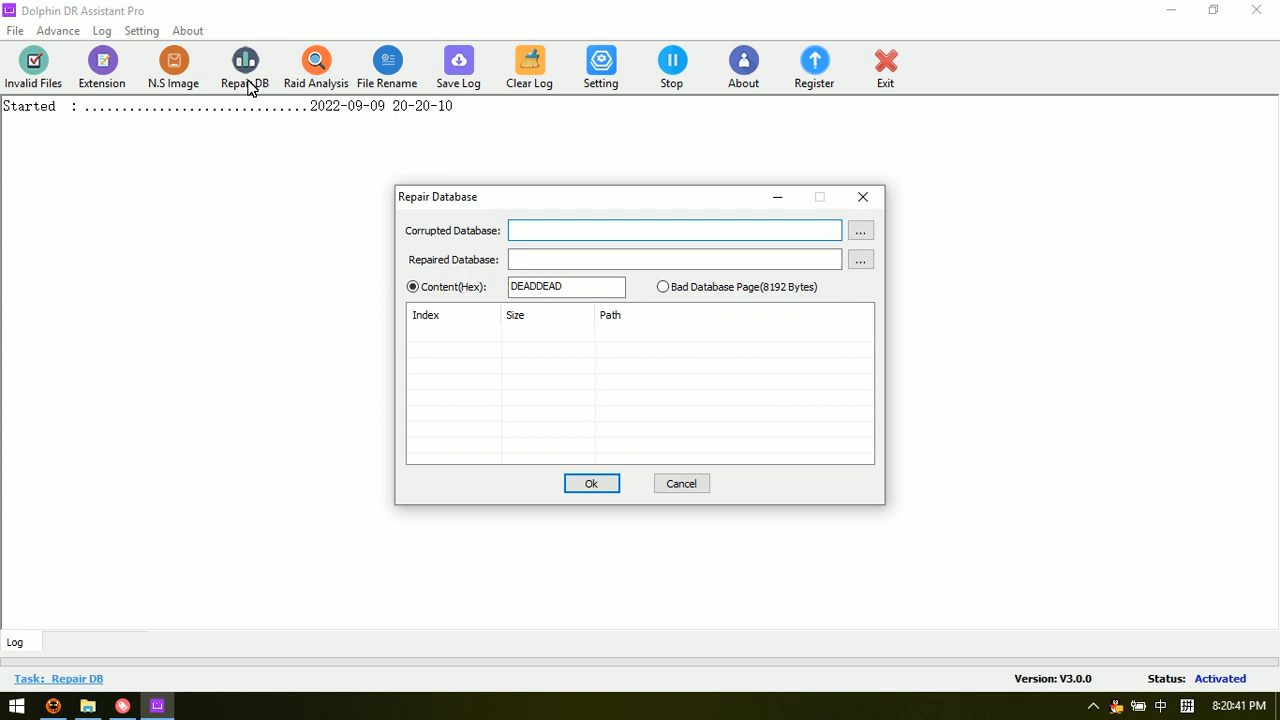 Dolphin DR Assistant Pro
File Advance Log Setting About
Invalid Files Extension N.S Image Repair DB Raid Analysis File Rename Save Log Clear Log Setting Stop About Register Exit
Started : .............................2022-09-09 20-20-10
Repair Database
Corrupted Database: ...
Repaired Database: ...
Content(Hex): DEADDEAD Bad Database Page(8192 Bytes)
Index Size Path
Ok Cancel
Log
Task: Repair DB Version: V3.0.0 Status: Activated
中 拼 8:20:41 PM